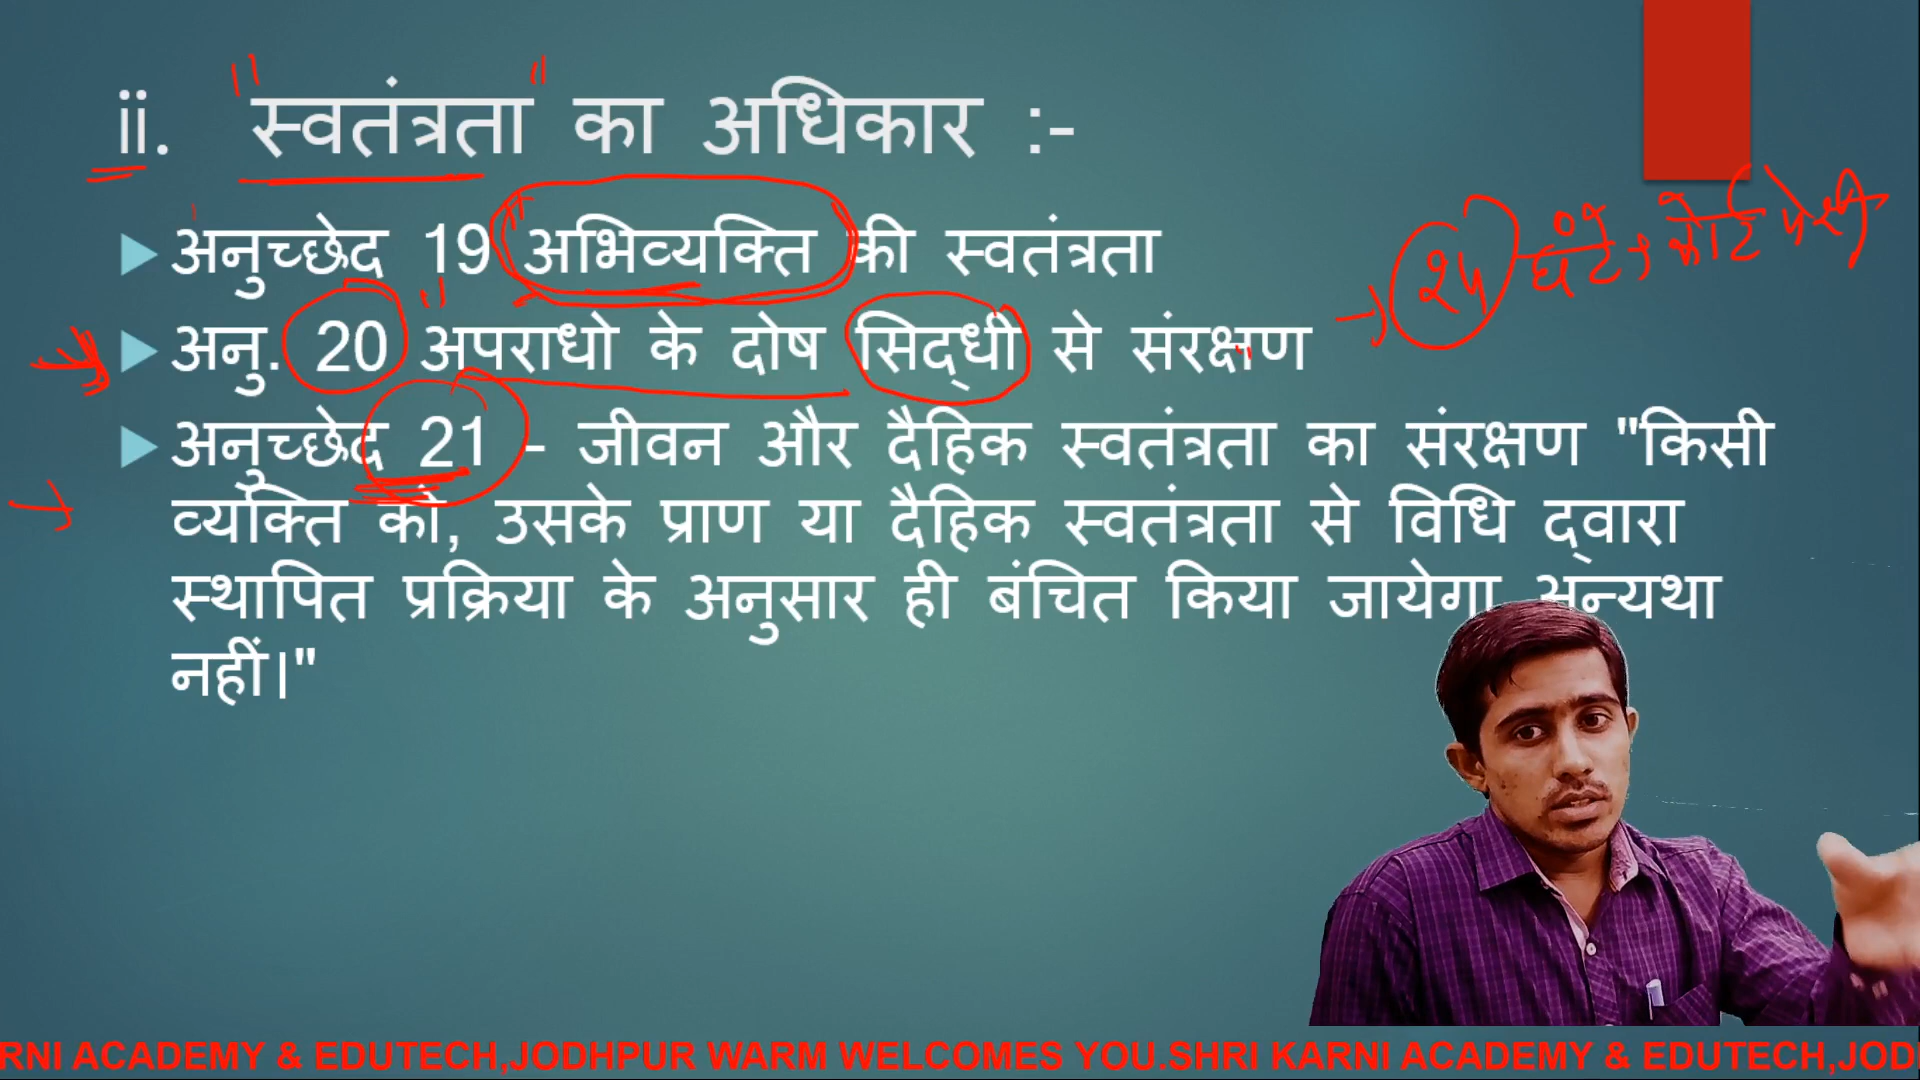 ii. "स्वतंत्रता" का अधिकार :-
अनुच्छेद 19 अभिव्यक्ति की स्वतंत्रता
अनु. 20 अपराधो के दोष सिद्धी से संरक्षण
घंटे, कोर्ट पेशी
अनुच्छेद 21 - जीवन और दैहिक स्वतंत्रता का संरक्षण "किसी
व्यक्ति को, उसके प्राण या दैहिक स्वतंत्रता से विधि द्वारा
स्थापित प्रक्रिया के अनुसार ही बंचित किया जायेगा अन्यथा
नहीं।"
RNI ACADEMY & EDUTECH,JODHPUR WARM WELCOMES YOU.SHRI KARNI ACADEMY & EDUTECH,JOD